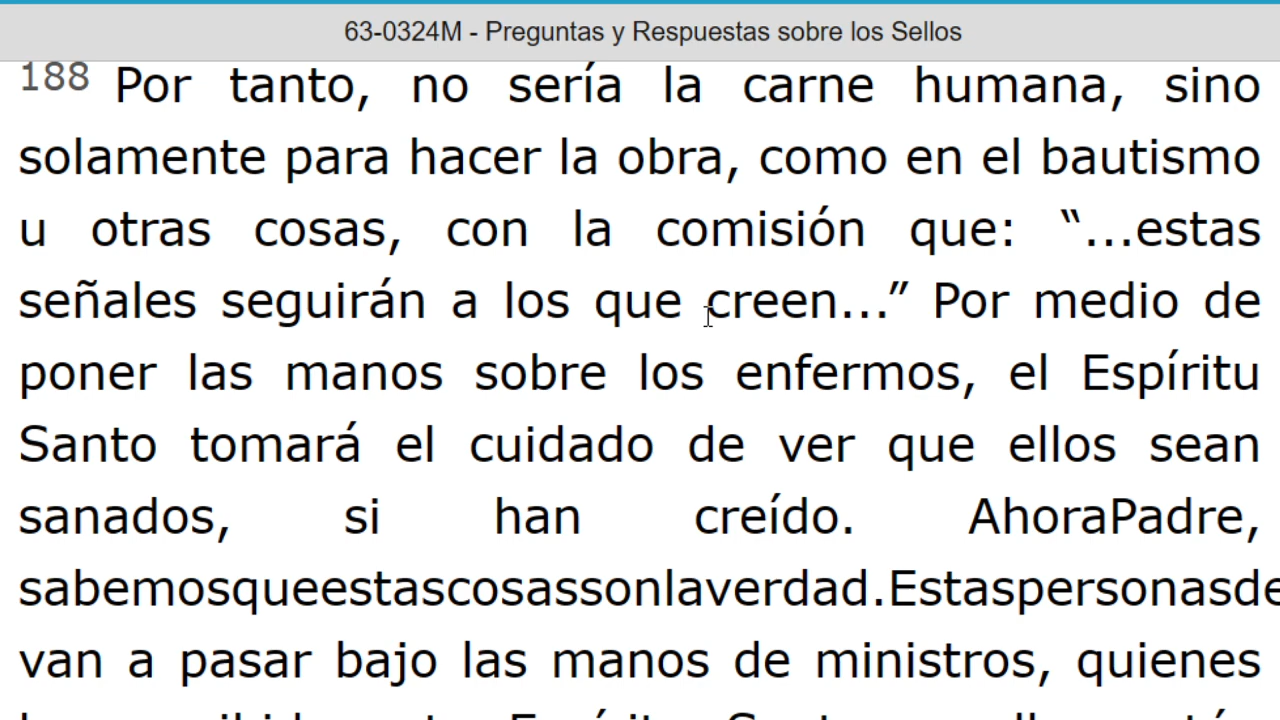 63-0324M - Preguntas y Respuestas sobre los Sellos
188 Por tanto, no sería la carne humana, sino
solamente para hacer la obra, como en el bautismo
u otras cosas, con la comisión que: “...estas
señales seguirán a los que creen...” Por medio de
poner las manos sobre los enfermos, el Espíritu
Santo tomará el cuidado de ver que ellos sean
sanados, si han creído. AhoraPadre,
sabemosqueestascosassonlaverdad.Estaspersonasde
van a pasar bajo las manos de ministros, quienes